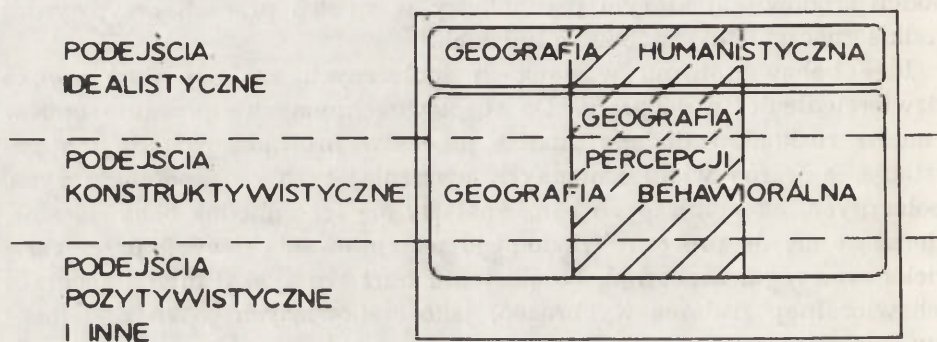 PODEJŚCIA
IDEALISTYCZNE
GEOGRAFIA HUMANISTYCZNA
GEOGRAFIA
PODEJŚCIA
KONSTRUKTYWISTYCZNE
PERCEPCJI
GEOGRAFIA BEHAWIORALNA
PODEJŚCIA
POZYTYWISTYCZNE
I INNE